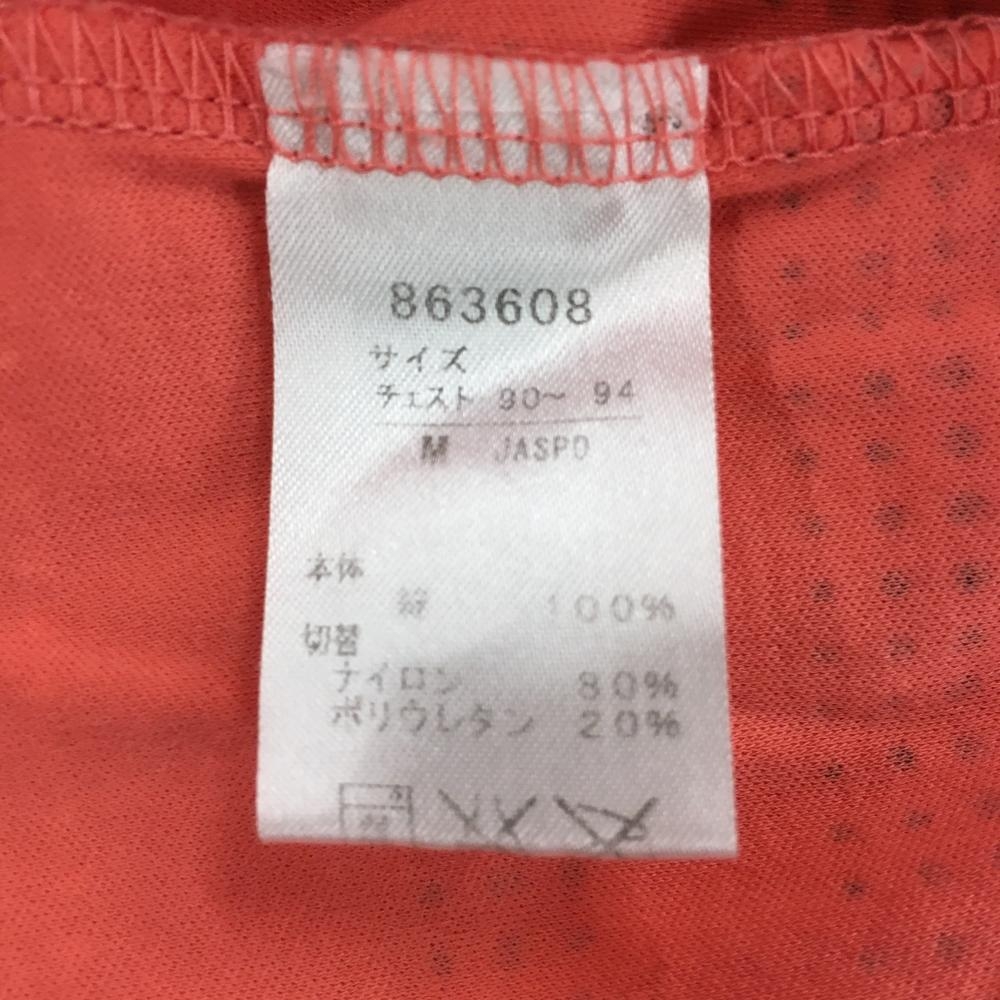 863608
サイズ
チェスト 90～ 94
M JASPO
本体
綿 100%
切替
ナイロン 80%
ポリウレタン 20%